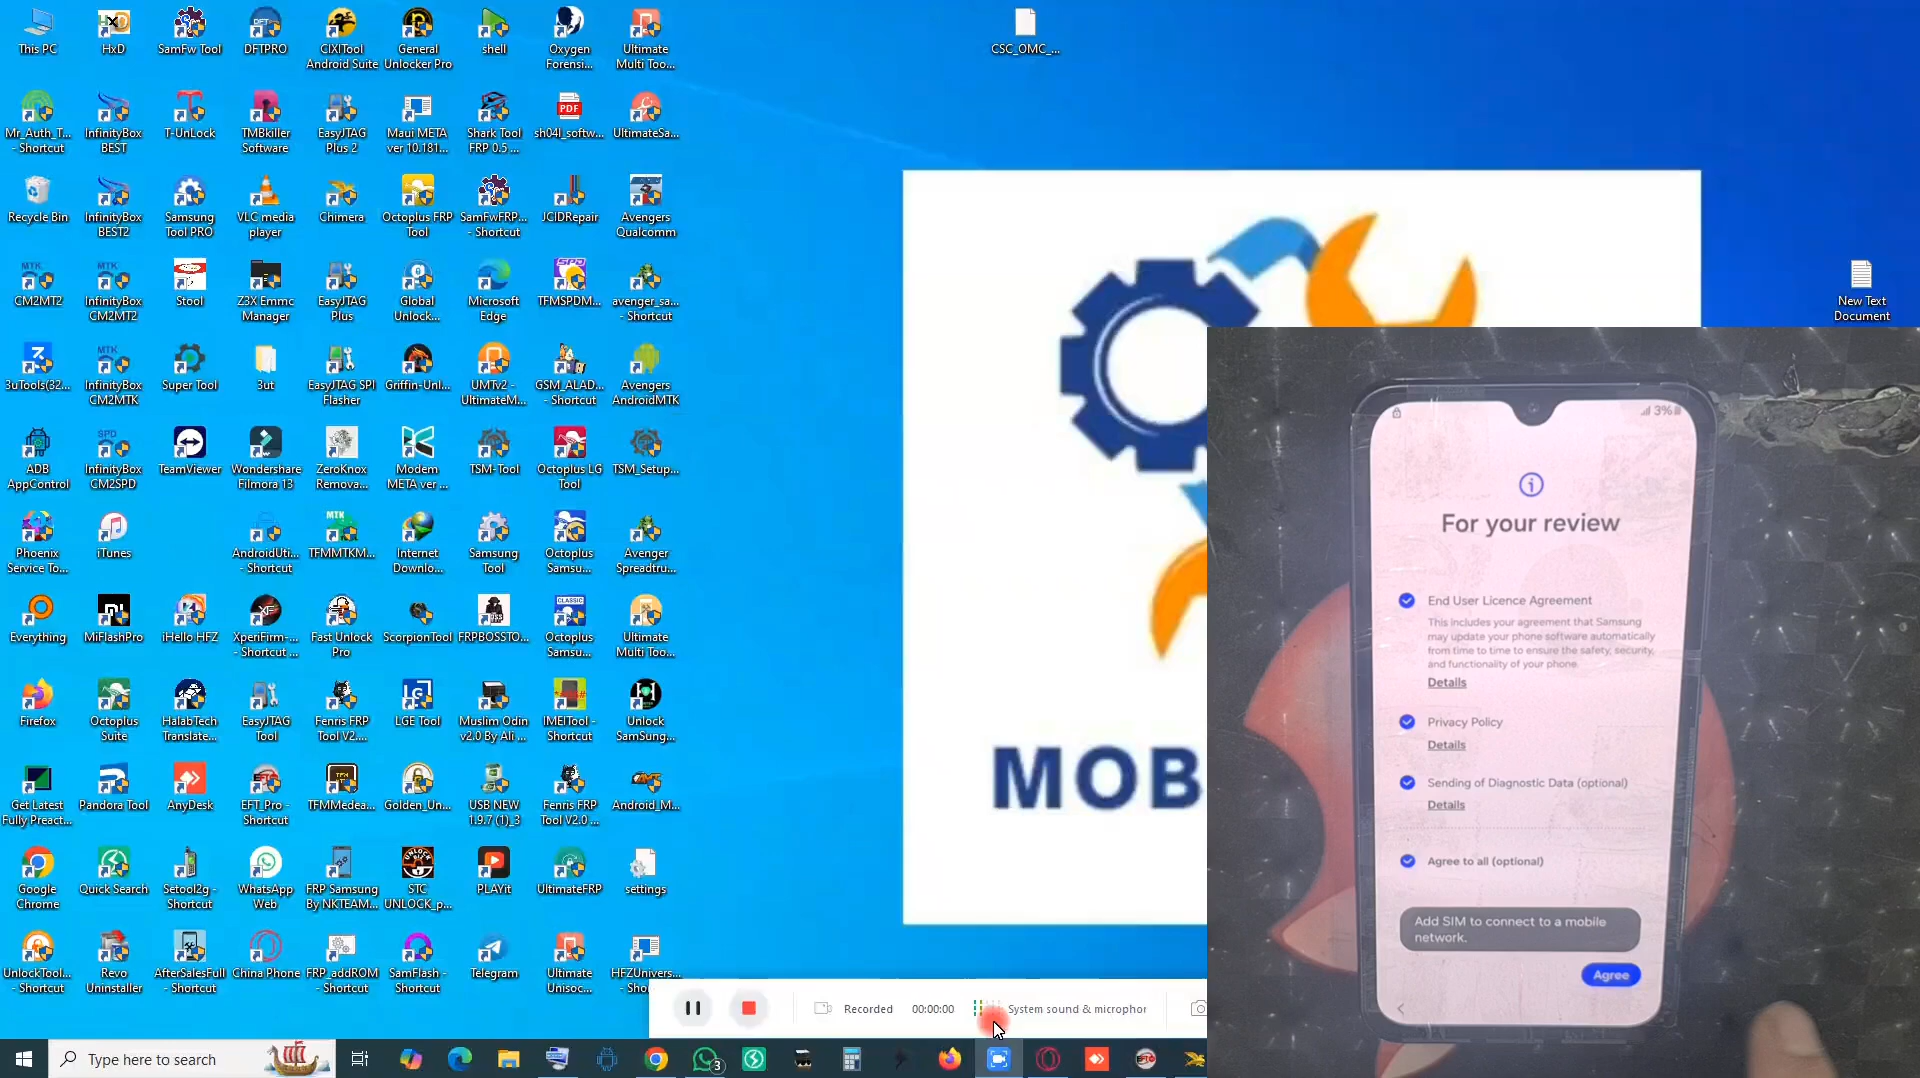 This PC
HxD
SamFw Tool
DFTPRO
CIXITool
Android Suite
General
Unlocker Pro
shell
Oxygen
Forensi...
Ultimate
Multi Too...
CSC_OMC_...
Mr_Auth_T...
- Shortcut
InfinityBox
BEST
T-UnLock
TMBkiller
Software
EasyJTAG
Plus 2
Maui META
ver 10.181...
Shark Tool
FRP 0.5 ...
PDF
sh04l_softw...
UltimateSa...
Recycle Bin
InfinityBox
BEST2
Samsung
Tool PRO
VLC media
player
Chimera
Octoplus FRP
Tool
SamFwFRP...
- Shortcut
JCIDRepair
Avengers
Qualcomm
MTK
CM2MT2
MTK
InfinityBox
CM2MT2
Stool
Z3X Emmc
Manager
EasyJTAG
Plus
Global
Unlock...
Microsoft
Edge
SPD
TFMSPDM...
avenger_sa...
- Shortcut
New Text
Document
3uTools(32...
MTK
InfinityBox
CM2MTK
Super Tool
3ut
EasyJTAG SPI
Flasher
Griffin-Unl...
UMTv2 -
UltimateM...
GSM_ALAD...
- Shortcut
Avengers
AndroidMTK
ADB
AppControl
SPD
InfinityBox
CM2SPD
TeamViewer
Wondershare
Filmora 13
ZeroKnox
Remova...
Modem
META ver ...
TSM-Tool
Octoplus LG
Tool
TSM_Setup...
Phoenix
Service To...
iTunes
AndroidUti...
- Shortcut
MTK
TFMMTKM...
Internet
Downlo...
Samsung
Tool
Octoplus
Samsu...
Avenger
Spreadtru...
Everything
MiFlashPro
iHello HFZ
XperiFirm-...
- Shortcut ...
Fast Unlock
Pro
ScorpionTool
FRPBOSSTO...
CLASSIC
Octoplus
Samsu...
Ultimate
Multi Too...
Firefox
Octoplus
Suite
HalabTech
Translate...
EasyJTAG
Tool
Fenris FRP
Tool V2....
LGE Tool
Muslim Odin
v2.0 By Ali ...
IMEITool -
Shortcut
Unlock
SamSung...
Get Latest
Fully Preact...
Pandora Tool
AnyDesk
EFT_Pro -
Shortcut
TFMMedea...
Golden_Un...
USB NEW
1.9.7 (1)_3
Fenris FRP
Tool V2.0 ...
Android_M...
Google
Chrome
Quick Search
Setool2g -
Shortcut
WhatsApp
Web
FRP Samsung
By NKTEAM...
STC
UNLOCK_p...
PLAYit
UltimateFRP
settings
UnlockTool...
- Shortcut
Revo
Uninstaller
AfterSalesFull
- Shortcut
China Phone
FRP_addROM
- Shortcut
SamFlash -
Shortcut
Telegram
Ultimate
Unisoc...
HFZUnivers...
- Sho
MOB
3%
For your review
End User Licence Agreement
This includes your agreement that Samsung
may update your phone software automatically
from time to time to ensure the safety, security,
and functionality of your phone.
Details
Privacy Policy
Details
Sending of Diagnostic Data (optional)
Details
Agree to all (optional)
Add SIM to connect to a mobile
network.
Agree
Recorded
00:00:00
System sound & microphor
Type here to search
3